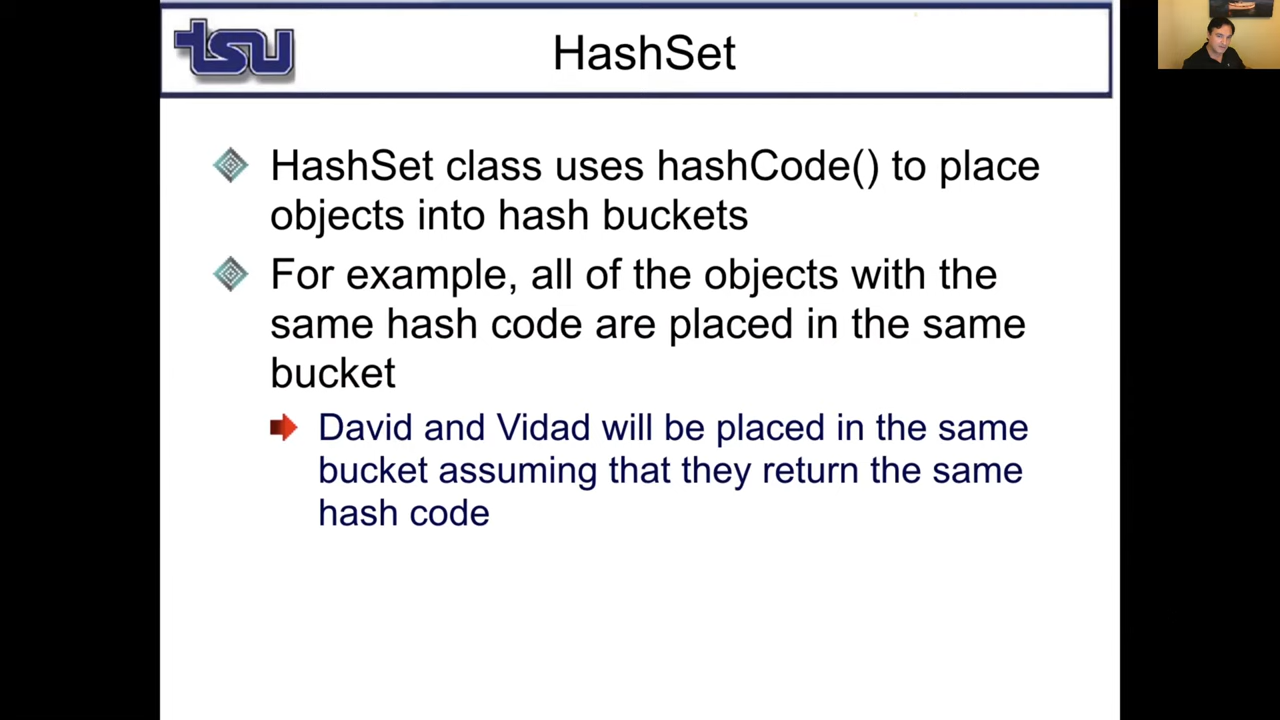 tsu
HashSet
HashSet class uses hashCode() to place
objects into hash buckets
For example, all of the objects with the
same hash code are placed in the same
bucket
David and Vidad will be placed in the same
bucket assuming that they return the same
hash code